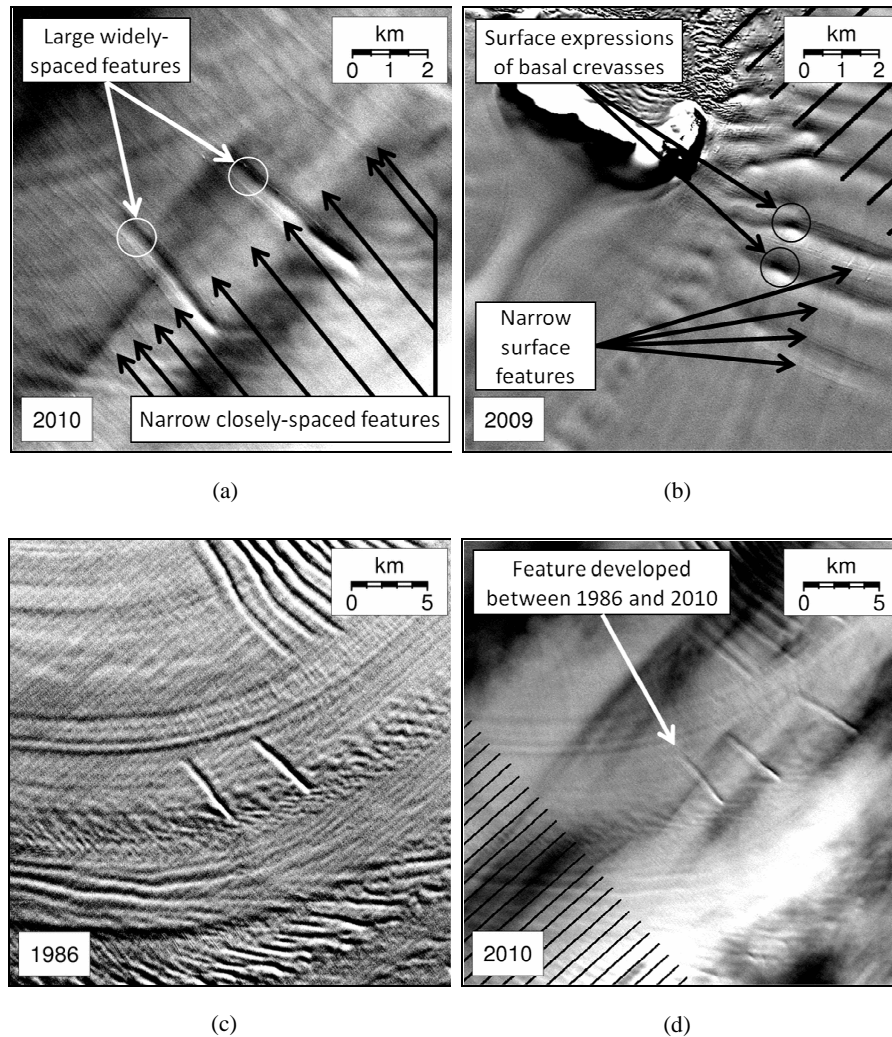 Large widely-
spaced features
km
0 1 2
2010
Narrow closely-spaced features
(a)
Surface expressions
of basal crevasses
km
0 1 2
Narrow
surface
features
2009
(b)
km
0 5
1986
(c)
Feature developed
between 1986 and 2010
km
0 5
2010
(d)